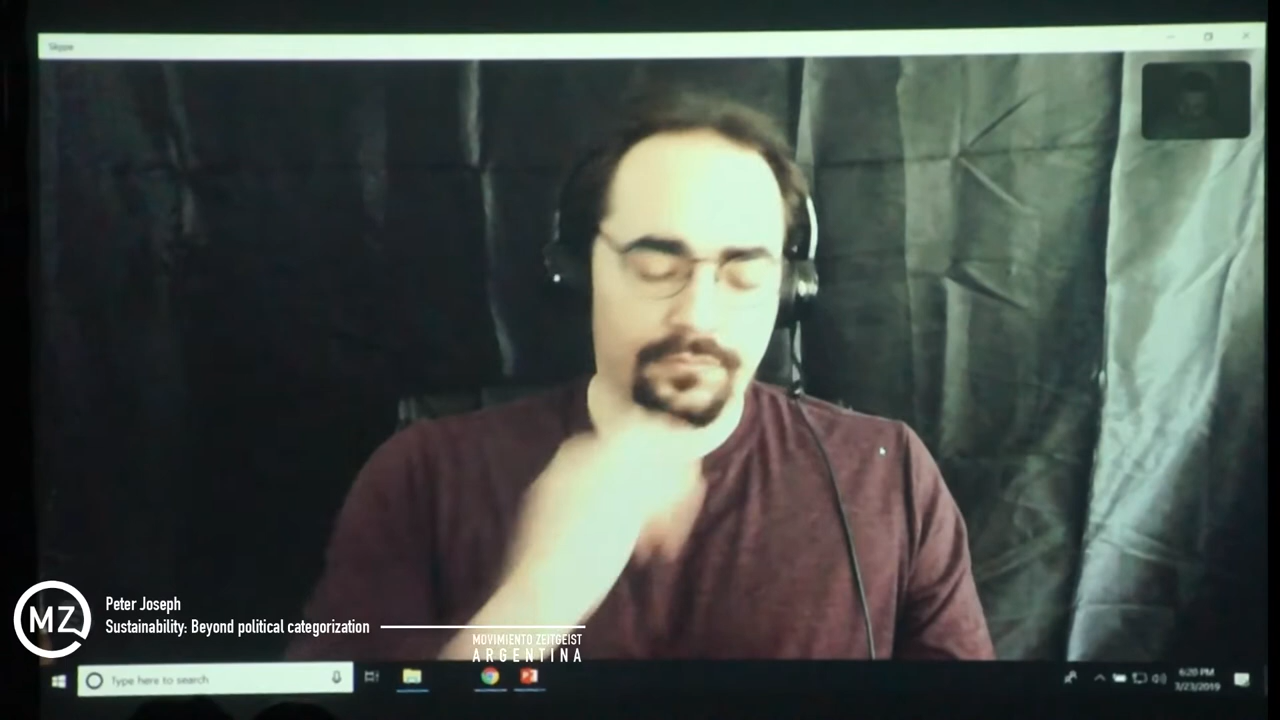 Skype
MZ
Peter Joseph
Sustainability: Beyond political categorization
MOVIMIENTO ZEITGEIST
ARGENTINA
Type here to search
6:20 PM
3/23/2019